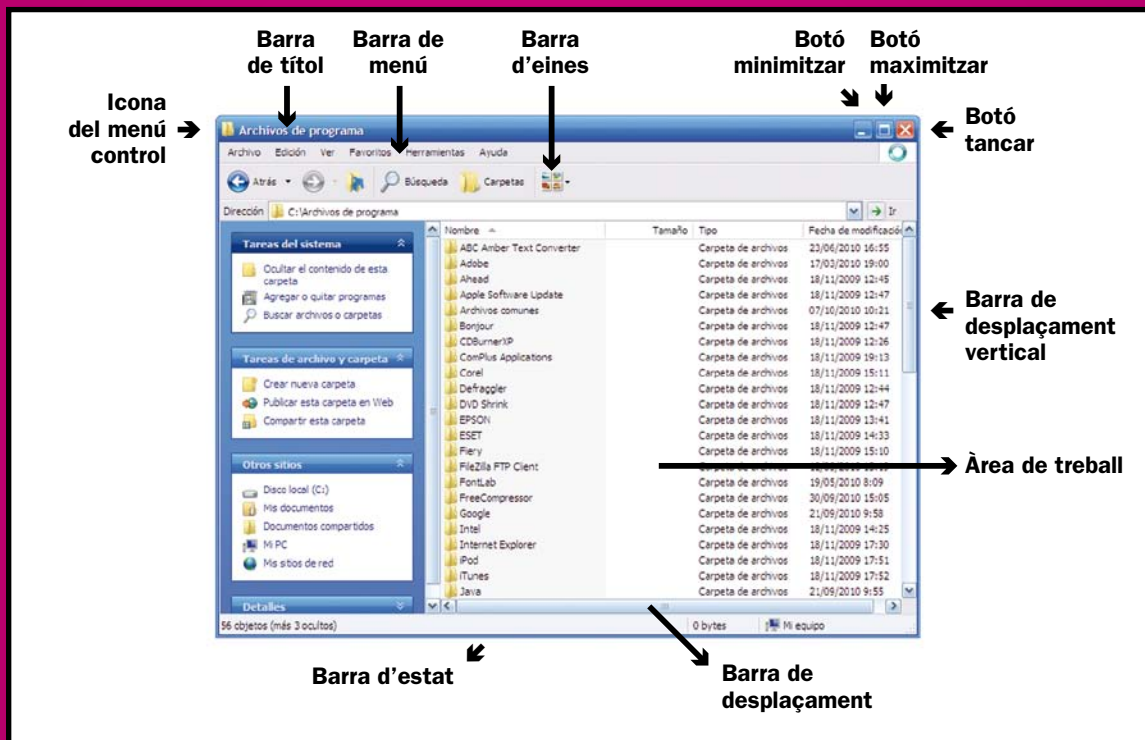 Barra
de títol
Barra de
menú
Barra
d’eines
Botó
minimitzar
Botó
maximitzar
Icona
del menú
control
Botó
tancar
Archivos de programa
Archivo Edición Ver Favoritos Herramientas Ayuda
Atrás Búsqueda Carpetas
Dirección C:\Archivos de programa Ir
Tareas del sistema
Ocultar el contenido de esta
carpeta
Agregar o quitar programas
Buscar archivos o carpetas
Tareas de archivo y carpeta
Crear nueva carpeta
Publicar esta carpeta en Web
Compartir esta carpeta
Otros sitios
Disco local (C:)
Mis documentos
Documentos compartidos
Mi PC
Mis sitios de red
Detalles
Nombre Tamaño Tipo Fecha de modificación
ABC Amber Text Converter Carpeta de archivos 23/06/2010 16:55
Adobe Carpeta de archivos 17/03/2010 19:00
Ahead Carpeta de archivos 18/11/2009 12:45
Apple Software Update Carpeta de archivos 18/11/2009 12:47
Archivos comunes Carpeta de archivos 07/10/2010 10:21
Bonjour Carpeta de archivos 18/11/2009 12:47
CDBurnerXP Carpeta de archivos 18/11/2009 12:26
ComPlus Applications Carpeta de archivos 18/11/2009 19:13
Corel Carpeta de archivos 18/11/2009 15:11
Defraggler Carpeta de archivos 18/11/2009 12:44
DVD Shrink Carpeta de archivos 18/11/2009 12:47
EPSON Carpeta de archivos 18/11/2009 13:41
ESET Carpeta de archivos 18/11/2009 14:33
Fiery Carpeta de archivos 18/11/2009 15:10
FileZilla FTP Client
FontLab Carpeta de archivos 19/05/2010 8:09
FreeCompressor Carpeta de archivos 30/09/2010 15:05
Google Carpeta de archivos 21/09/2010 9:58
Intel Carpeta de archivos 18/11/2009 14:25
Internet Explorer Carpeta de archivos 18/11/2009 17:30
iPod Carpeta de archivos 18/11/2009 17:51
iTunes Carpeta de archivos 18/11/2009 17:52
Java Carpeta de archivos 21/09/2010 9:55
56 objetos (más 3 ocultos) 0 bytes Mi equipo
Barra de
desplaçament
vertical
Àrea de treball
Barra d’estat
Barra de
desplaçament